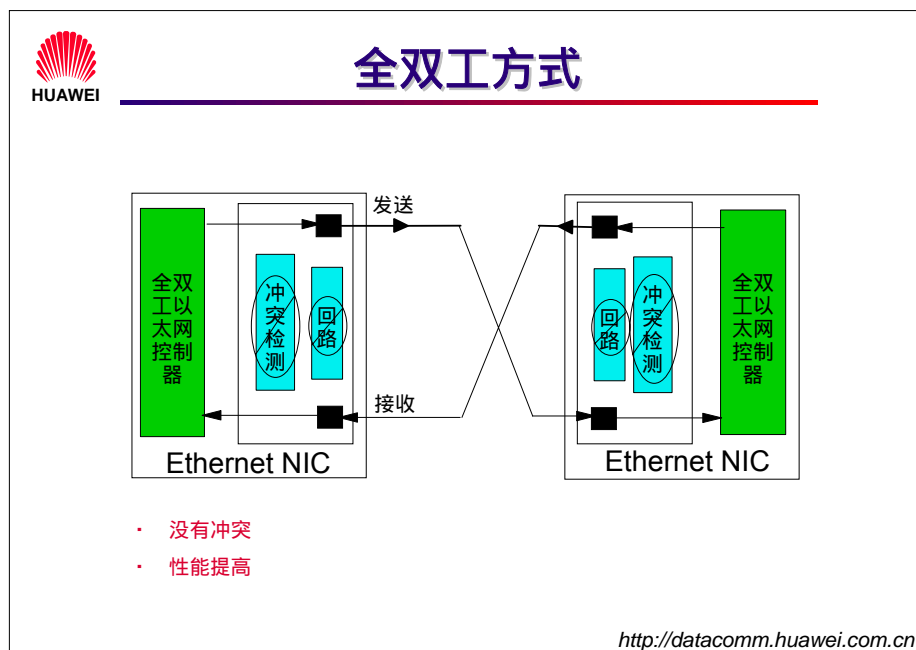 HUAWEI
全双工方式
发送
全双
工以
太网
控制
器
冲突检测
回路
接收
Ethernet NIC
回路
冲突检测
全双
工以
太网
控制
器
Ethernet NIC
· 没有冲突
· 性能提高
http://datacomm.huawei.com.cn